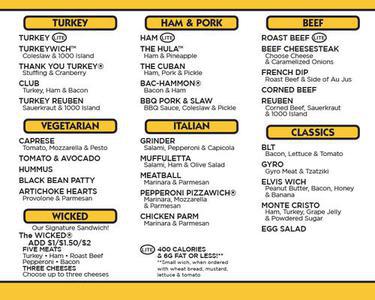 TURKEY
TURKEY LITE
TURKEYWICH™
Coleslaw & 1000 Island
THANK YOU TURKEY®
Stuffing & Cranberry
CLUB
Turkey, Ham & Bacon
TURKEY REUBEN
Sauerkraut & 1000 Island
VEGETARIAN
CAPRESE
Tomato, Mozzarella & Pesto
TOMATO & AVOCADO
HUMMUS
BLACK BEAN PATTY
ARTICHOKE HEARTS
Provolone & Parmesan
WICKED
Our Signature Sandwich!
The WICKED®
ADD $1/$1.50/$2
FIVE MEATS
Turkey • Ham • Roast Beef
Pepperoni • Bacon
THREE CHEESES
Choose up to three cheeses
HAM & PORK
HAM LITE
THE HULA™
Ham & Pineapple
THE CUBAN
Ham, Pork & Pickle
BAC-HAMMON®
Bacon & Ham
BBQ PORK & SLAW
BBQ Sauce, Coleslaw & Pickle
ITALIAN
GRINDER
Salami, Pepperoni & Capicola
MUFFULETTA
Salami, Ham & Olive Salad
MEATBALL
Marinara & Parmesan
PEPPERONI PIZZAWICH®
Marinara, Mozzarella
& Parmesan
CHICKEN PARM
Marinara & Parmesan
LITE 400 CALORIES
& 6G FAT OR LESS!**
**Small wich, when ordered
with wheat bread, mustard,
lettuce & tomato
BEEF
ROAST BEEF LITE
BEEF CHEESESTEAK
Choose Cheese
& Caramelized Onions
FRENCH DIP
Roast Beef & Side of Au Jus
CORNED BEEF
REUBEN
Corned Beef, Sauerkraut
& 1000 Island
CLASSICS
BLT
Bacon, Lettuce & Tomato
GYRO
Gyro Meat & Tzatziki
ELVIS WICH
Peanut Butter, Bacon, Honey
& Banana
MONTE CRISTO
Ham, Turkey, Grape Jelly
& Powdered Sugar
EGG SALAD